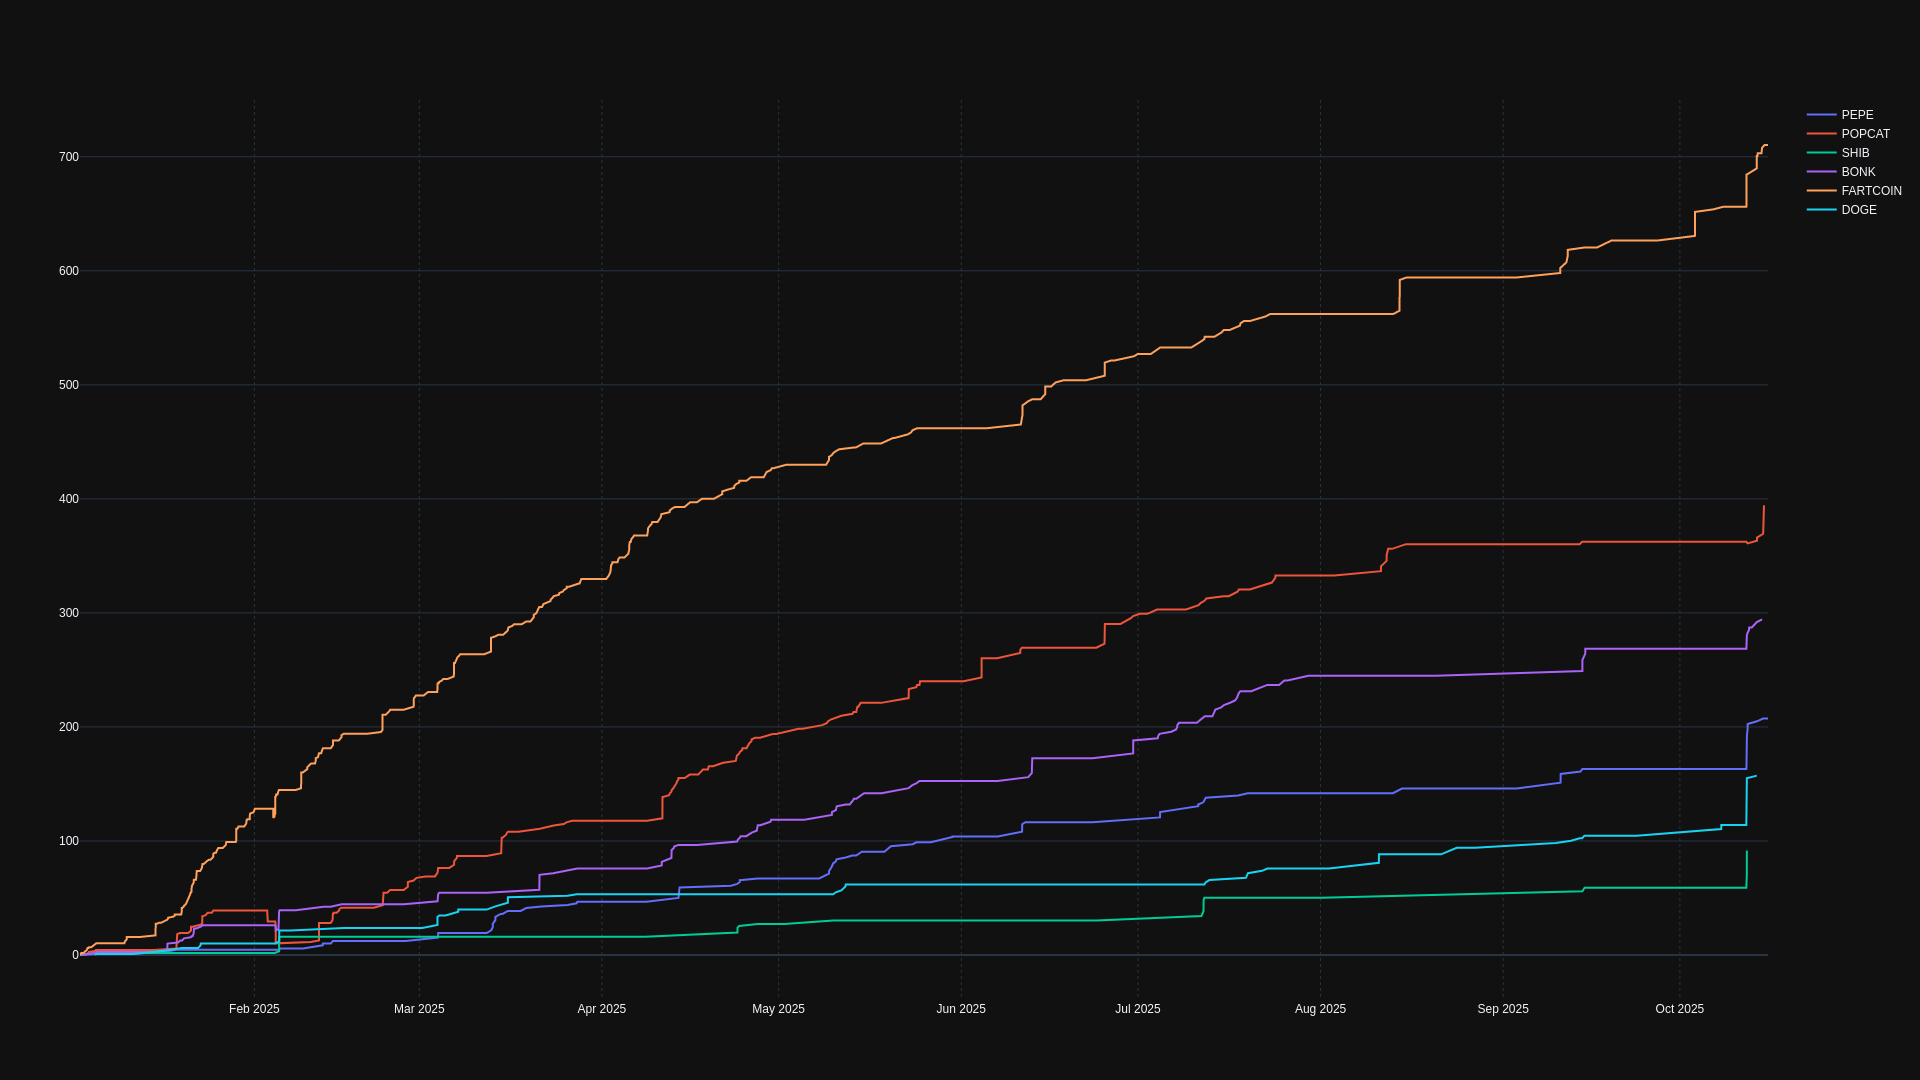 PEPE
POPCAT
SHIB
BONK
FARTCOIN
DOGE
700
600
500
400
300
200
100
0
Feb 2025
Mar 2025
Apr 2025
May 2025
Jun 2025
Jul 2025
Aug 2025
Sep 2025
Oct 2025